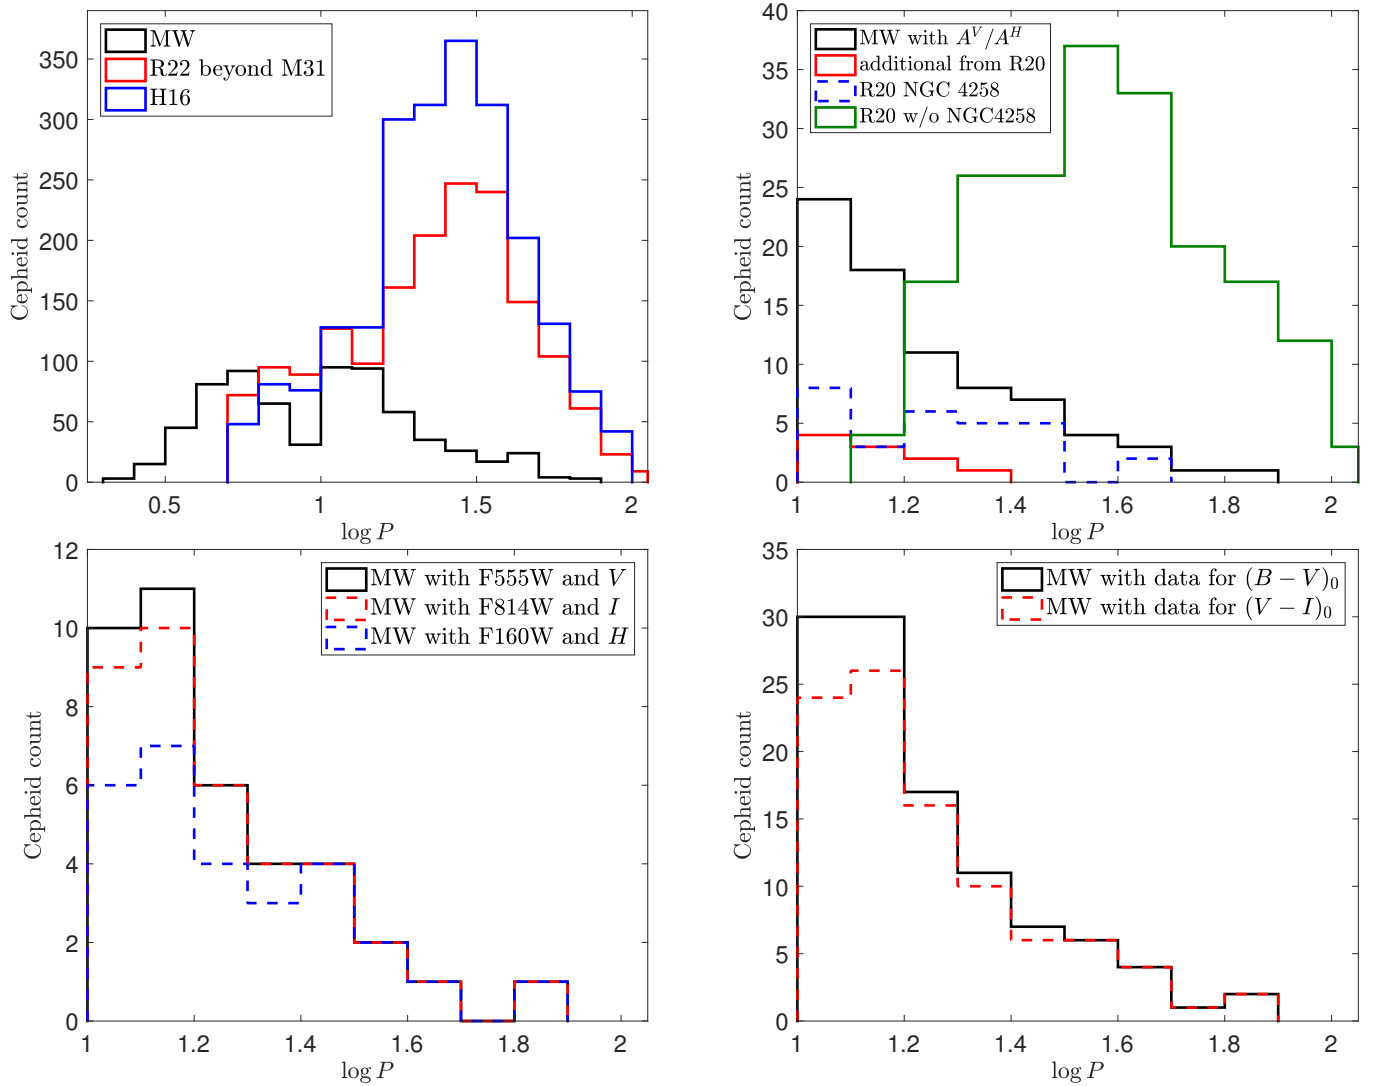 MW
R22 beyond M31
H16
350
300
250
200
150
100
50
0
0.5 1 1.5 2
log P
Cepheid count
MW with A^V/A^H
additional from R20
R20 NGC 4258
R20 w/o NGC4258
40
35
30
25
20
15
10
5
0
1 1.2 1.4 1.6 1.8 2
log P
Cepheid count
MW with F555W and V
MW with F814W and I
MW with F160W and H
12
10
8
6
4
2
0
1 1.2 1.4 1.6 1.8 2
log P
Cepheid count
MW with data for (B − V)₀
MW with data for (V − I)₀
35
30
25
20
15
10
5
0
1 1.2 1.4 1.6 1.8 2
log P
Cepheid count